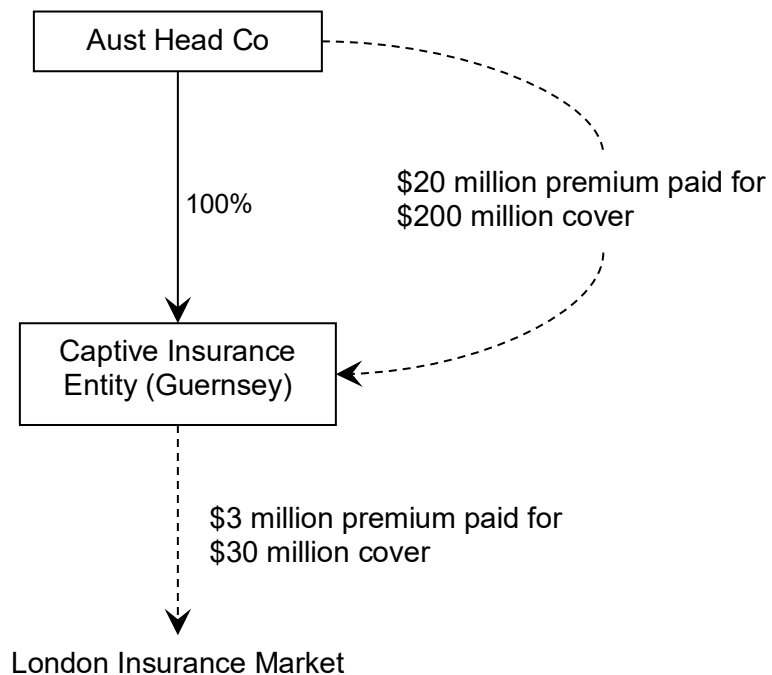 Aust Head Co
100%
$20 million premium paid for
$200 million cover
Captive Insurance
Entity (Guernsey)
$3 million premium paid for
$30 million cover
London Insurance Market